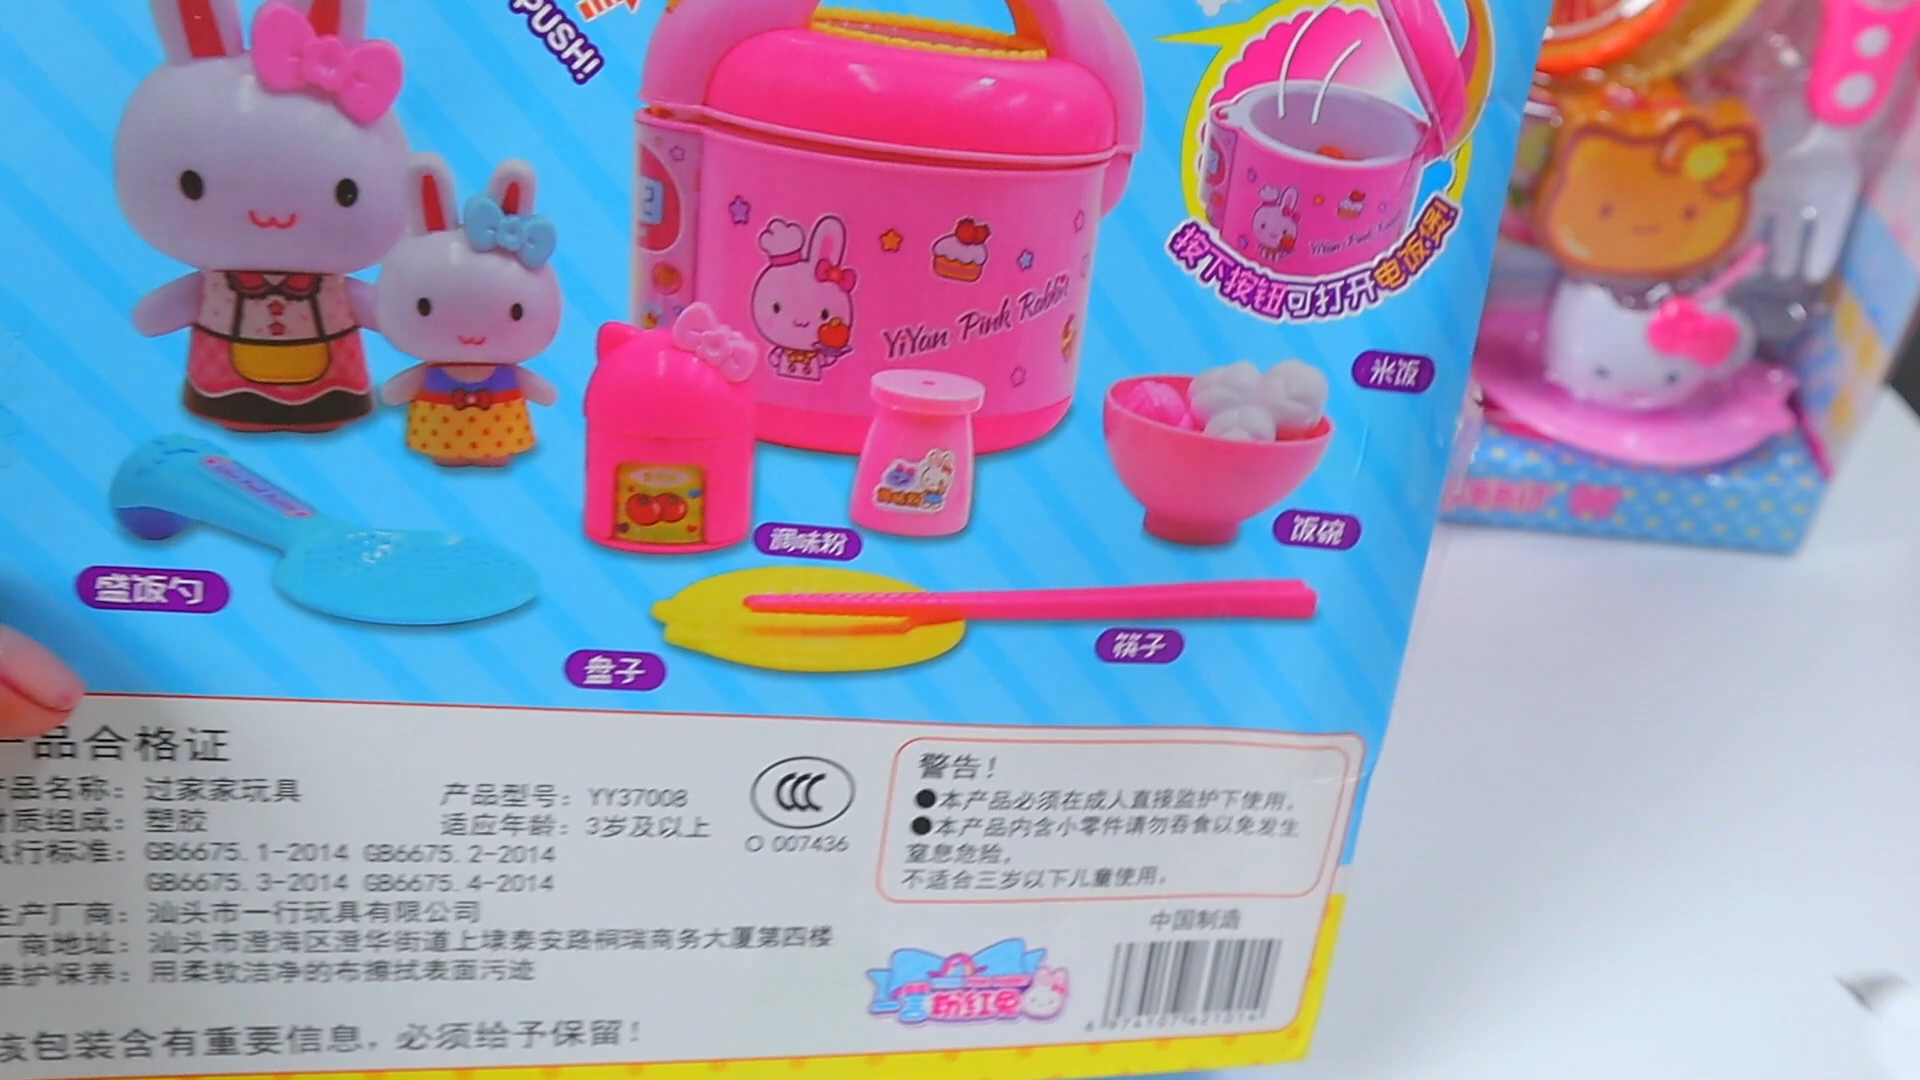 PUSH!
按下按钮可打开电饭煲!
YiYan Pink Rabbit
米饭
调味粉
饭碗
盛饭勺
盘子
筷子
品合格证
品名称：过家家玩具
产品型号：YY37008
质组成：塑胶
适应年龄：3岁及以上
执行标准：GB6675.1-2014 GB6675.2-2014
GB6675.3-2014 GB6675.4-2014
生产厂商：汕头市一行玩具有限公司
厂商地址：汕头市澄海区澄华街道上埭泰安路桐瑞商务大厦第四楼
维护保养：用柔软洁净的布擦拭表面污迹
该包装含有重要信息，必须给予保留!
CCC
O 007436
警告!
●本产品必须在成人直接监护下使用。
●本产品内含小零件请勿吞食以免发生
窒息危险。
不适合三岁以下儿童使用。
中国制造
一言粉红兔